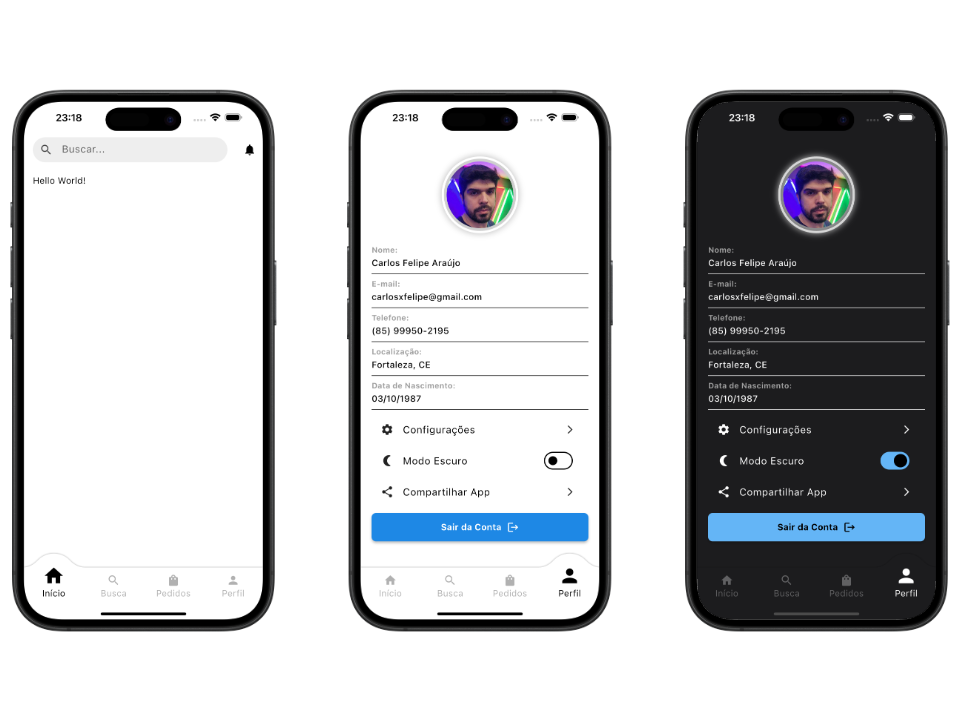 23:18
Buscar...
Hello World!
Início
Busca
Pedidos
Perfil
23:18
Nome:
Carlos Felipe Araújo
E-mail:
carlosxfelipe@gmail.com
Telefone:
(85) 99950-2195
Localização:
Fortaleza, CE
Data de Nascimento:
03/10/1987
Configurações
Modo Escuro
Compartilhar App
Sair da Conta
Início
Busca
Pedidos
Perfil
23:18
Nome:
Carlos Felipe Araújo
E-mail:
carlosxfelipe@gmail.com
Telefone:
(85) 99950-2195
Localização:
Fortaleza, CE
Data de Nascimento:
03/10/1987
Configurações
Modo Escuro
Compartilhar App
Sair da Conta
Início
Busca
Pedidos
Perfil